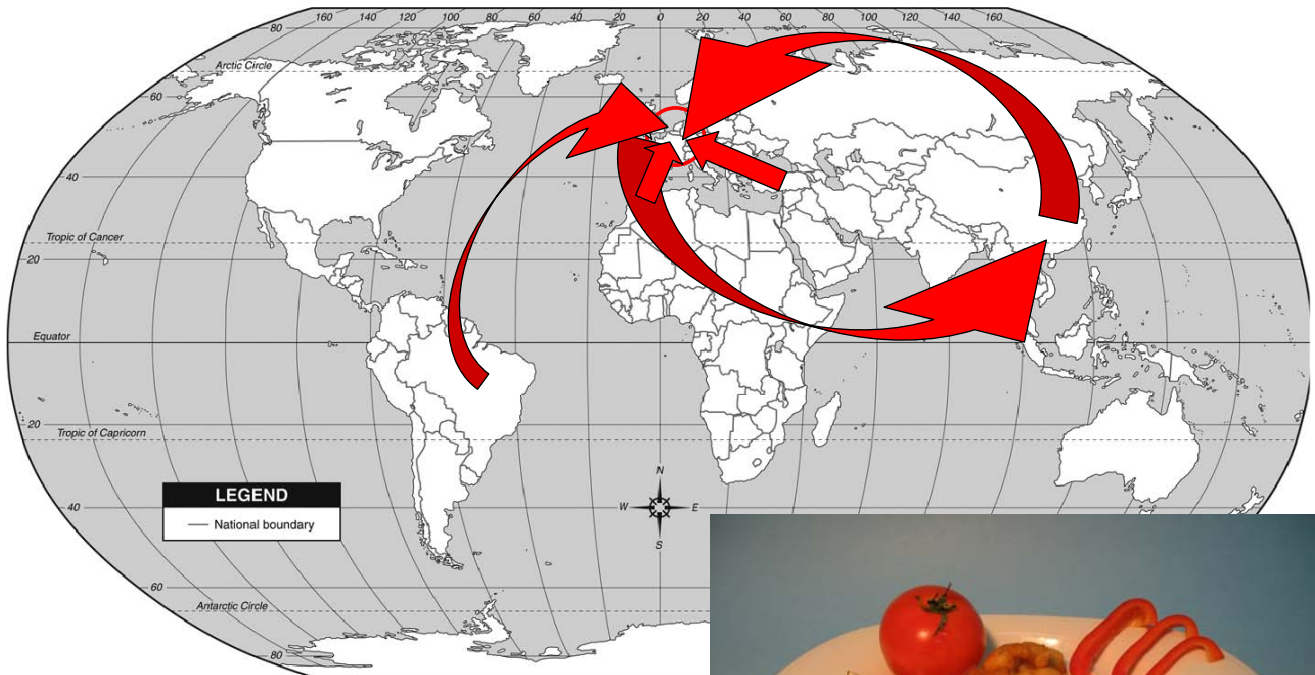 160 140 120 100 80 60 40 20 0 20 40 60 80 100 120 140 160
80
Arctic Circle
60
40
Tropic of Cancer
20
Equator
20
Tropic of Capricorn
LEGEND
National boundary
N
W E
S
40
60
Antarctic Circle
80